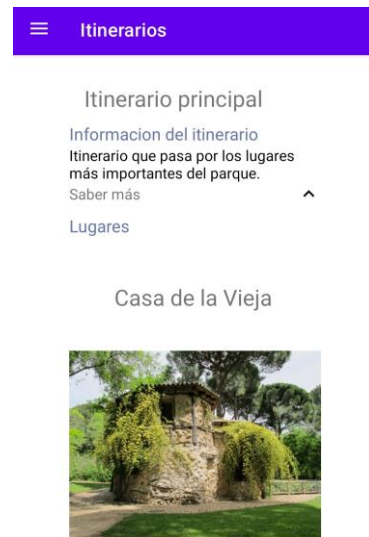 Itinerarios
Itinerario principal
Informacion del itinerario
Itinerario que pasa por los lugares
más importantes del parque.
Saber más
Lugares
Casa de la Vieja